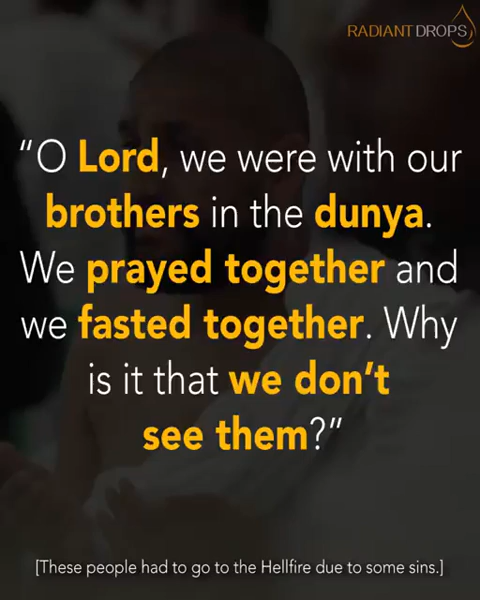 RADIANT DROPS
“O Lord, we were with our
brothers in the dunya.
We prayed together and
we fasted together. Why
is it that we don’t
see them?”
[These people had to go to the Hellfire due to some sins.]